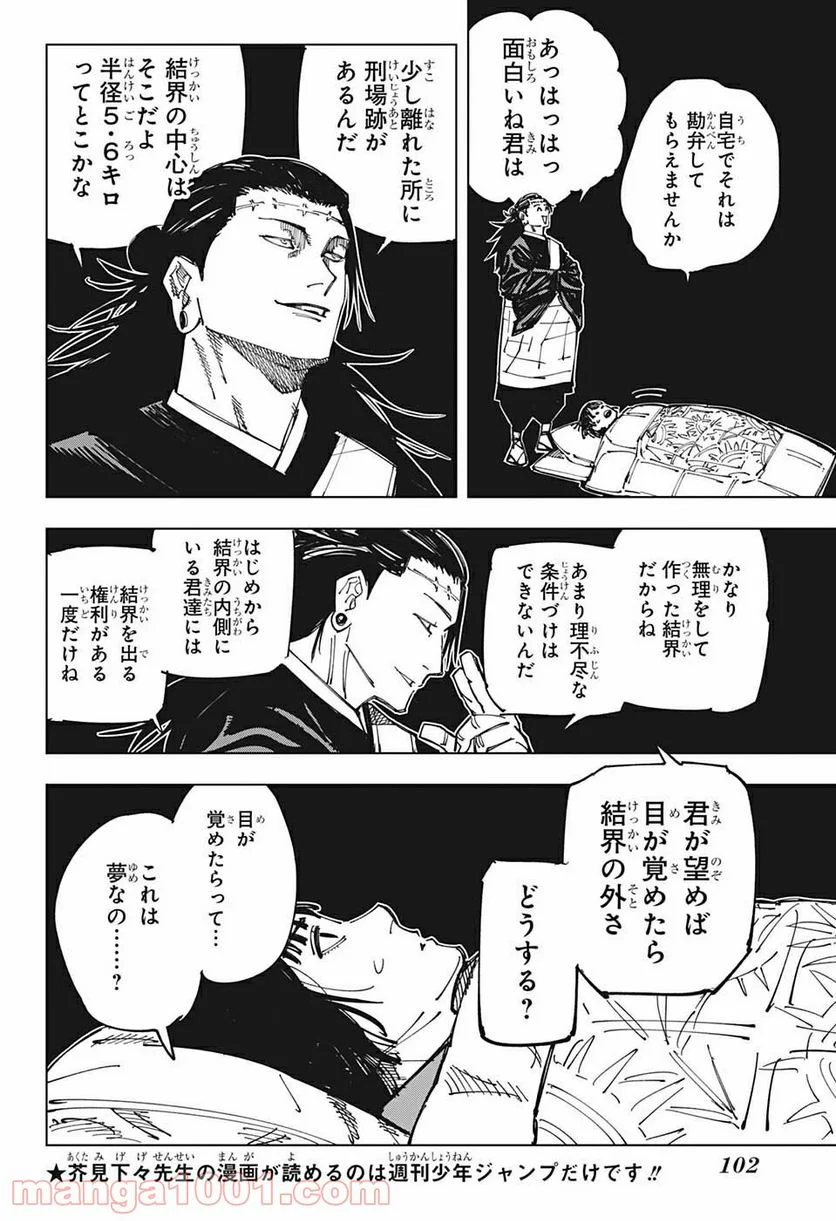 自宅でそれは
勘弁して
もらえませんか
あっはっはっ
面白いね君は
少し離れた所に
刑場跡が
あるんだ
結界の中心は
そこだよ
半径5・6キロ
ってとこかな
かなり
無理をして
作った結界
だからね
あまり理不尽な
条件づけは
できないんだ
はじめから
結界の内側に
いる君達には
結界を出る
権利がある
一度だけね
君が望めば
目が覚めたら
結界の外さ
どうする?
目が
覚めたらって…
これは
夢なの……?
★芥見下々先生の漫画が読めるのは週刊少年ジャンプだけです!!
102
manga1001.com